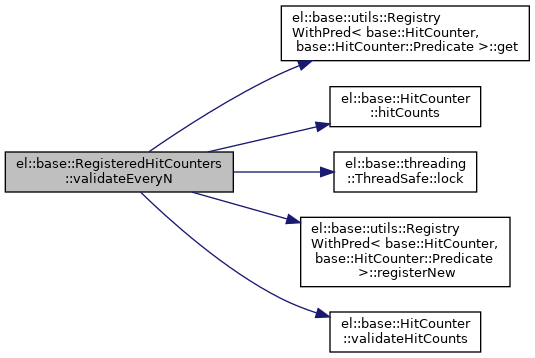 el::base::utils::Registry
WithPred< base::HitCounter,
base::HitCounter::Predicate >::get
el::base::HitCounter
::hitCounts
el::base::RegisteredHitCounters
::validateEveryN
el::base::threading
::ThreadSafe::lock
el::base::utils::Registry
WithPred< base::HitCounter,
base::HitCounter::Predicate
>::registerNew
el::base::HitCounter
::validateHitCounts